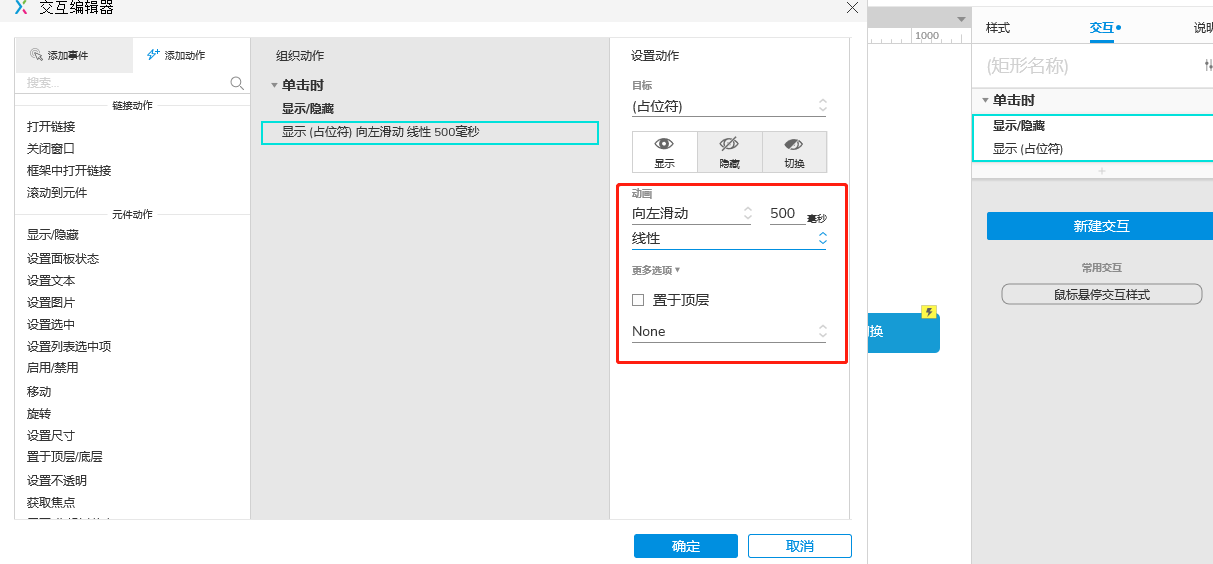 交互编辑器
添加事件
添加动作
搜索...
链接动作
打开链接
关闭窗口
框架中打开链接
滚动到元件
元件动作
显示/隐藏
设置面板状态
设置文本
设置图片
设置选中
设置列表选中项
启用/禁用
移动
旋转
设置尺寸
置于顶层/底层
设置不透明
获取焦点
组织动作
单击时
显示/隐藏
显示 (占位符) 向左滑动 线性 500毫秒
设置动作
目标
(占位符)
显示
隐藏
切换
动画
向左滑动
500 毫秒
线性
更多选项
置于顶层
None
确定
取消
1000
换
样式
交互
(矩形名称)
单击时
显示/隐藏
显示 (占位符)
新建交互
常用交互
鼠标悬停交互样式